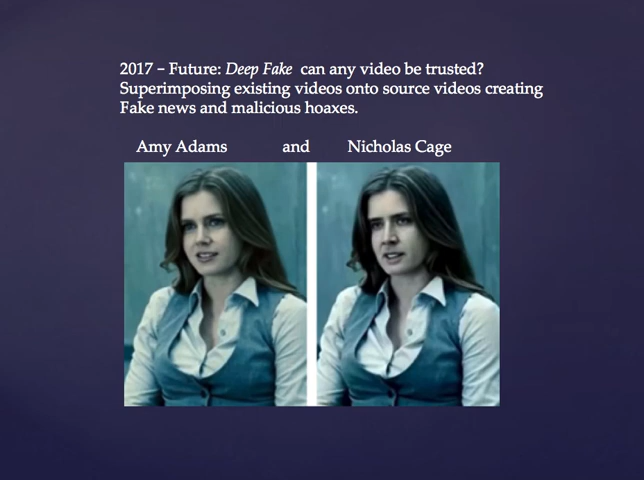 2017 – Future: Deep Fake can any video be trusted?
Superimposing existing videos onto source videos creating
Fake news and malicious hoaxes.
Amy Adams and Nicholas Cage